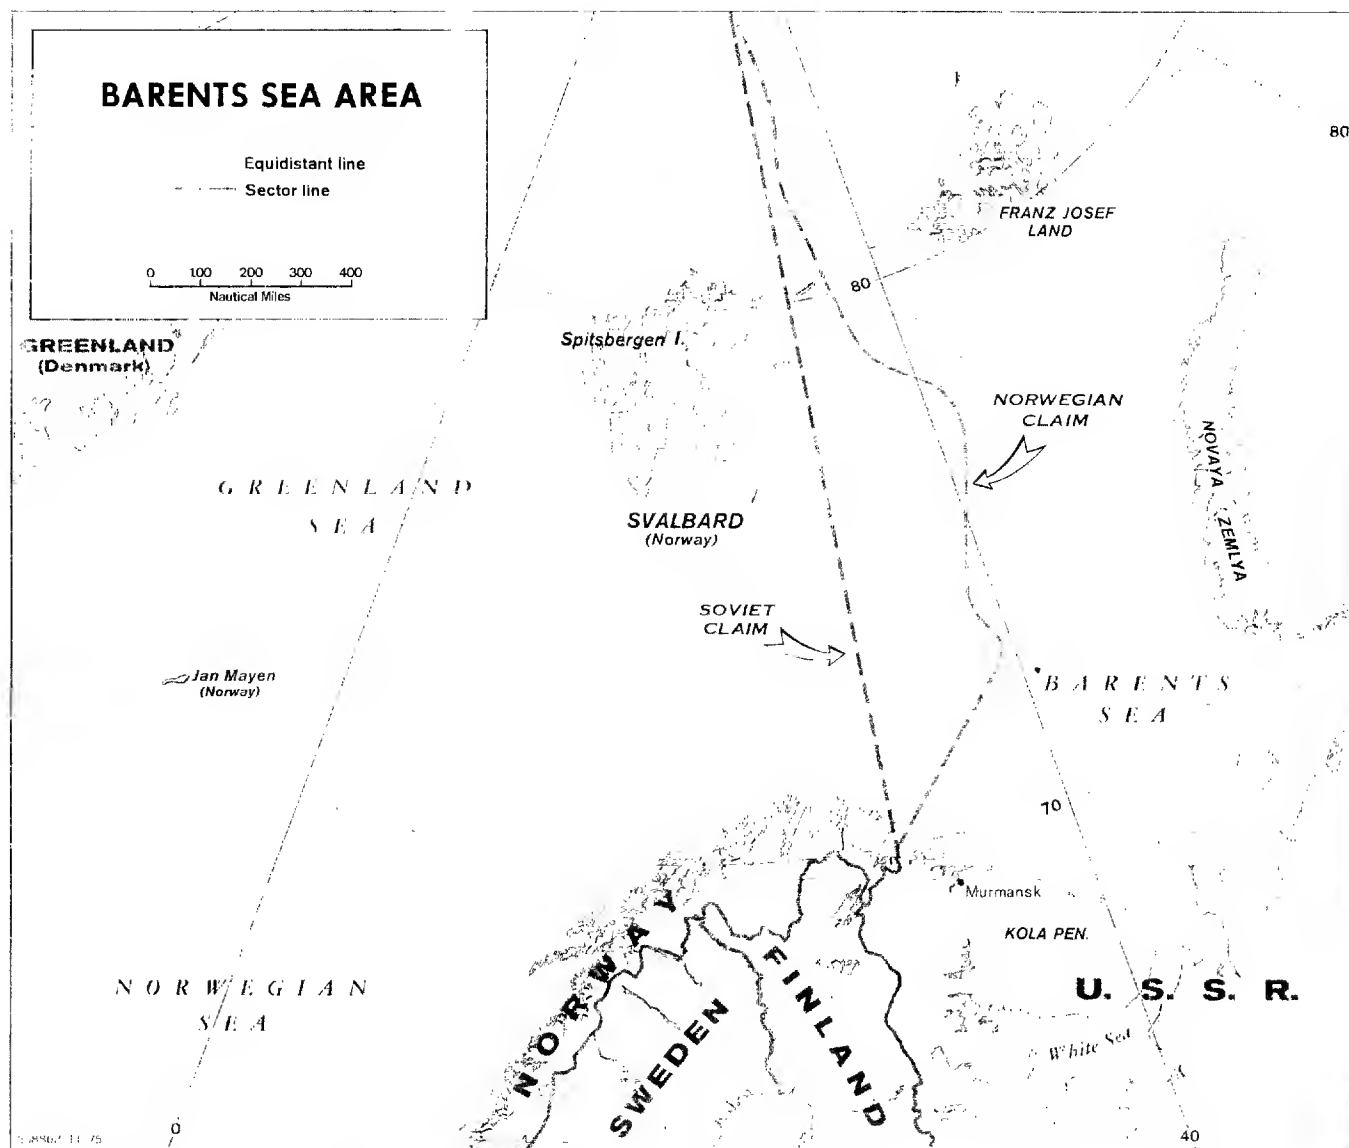 BARENTS SEA AREA
Equidistant line
Sector line
0 100 200 300 400
Nautical Miles
80
FRANZ JOSEF
LAND
80
GREENLAND
(Denmark)
Spitsbergen I.
NORWEGIAN
CLAIM
NOVAYA
ZEMLYA
GREENLAND
SEA
SVALBARD
(Norway)
SOVIET
CLAIM
Jan Mayen
(Norway)
BARENTS
SEA
70
Murmansk
KOLA PEN.
NORWAY
FINLAND
SWEDEN
U.S.S.R.
NORWEGIAN
SEA
White Sea
0
40